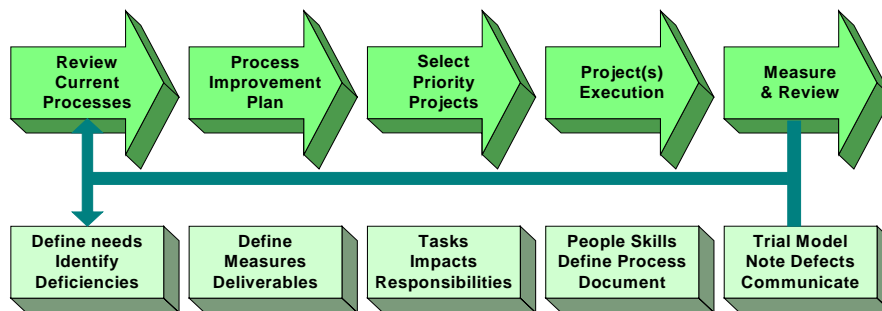 Review
Current
Processes
Process
Improvement
Plan
Select
Priority
Projects
Project(s)
Execution
Measure
& Review
Define needs
Identify
Deficiencies
Define
Measures
Deliverables
Tasks
Impacts
Responsibilities
People Skills
Define Process
Document
Trial Model
Note Defects
Communicate